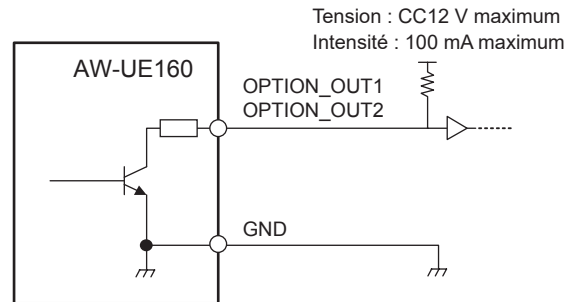 Tension : CC12 V maximum
Intensité : 100 mA maximum
AW-UE160
OPTION_OUT1
OPTION_OUT2
GND